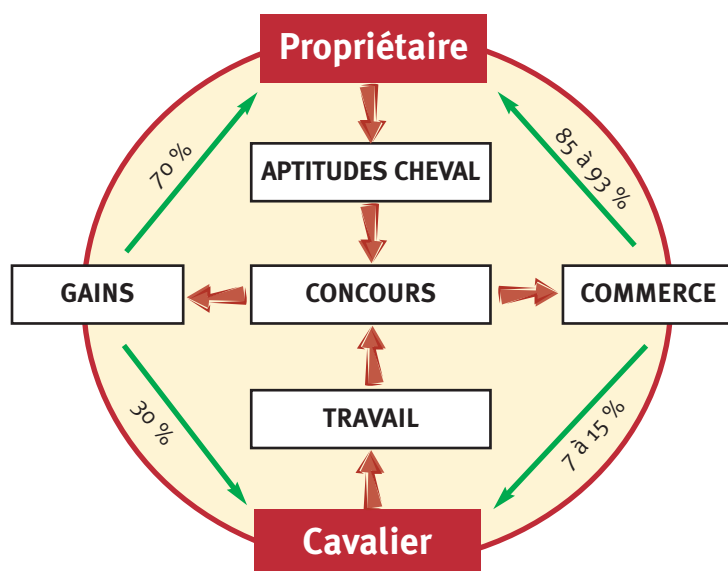 Propriétaire
70 %
85 à 93 %
APTITUDES CHEVAL
GAINS
CONCOURS
COMMERCE
30 %
TRAVAIL
7 à 15 %
Cavalier